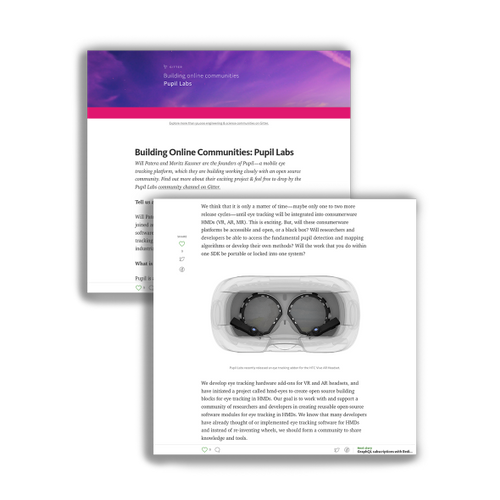 Building online communities
Pupil Labs
Building Online Communities: Pupil Labs
Will Patera and Moritz Kassner are the founders of Pupil—a mobile eye
tracking platform, which they are building working closely with an open source
community. Find out more about their exciting project & feel free to drop by the
Pupil Labs community channel on Gitter.
Tell us
Will Pate
joined
softwar
tracking
industri
What is
Pupil is
We think that it is only a matter of time—maybe only one to two more
release cycles—until eye tracking will be integrated into consumerware
HMDs (VR, AR, MR). This is exciting. But, will these consumerware
platforms be accessible and open, or a black box? Will researchers and
developers be able to access the fundamental pupil detection and mapping
algorithms or develop their own methods? Will the work that you do within
one SDK be portable or locked into one system?
We develop eye tracking hardware add-ons for VR and AR headsets, and
have initiated a project called hmd-eyes to create open source building
blocks for eye tracking in HMDs. Our goal is to work with and support a
community of researchers and developers in creating reusable open-source
software modules for eye tracking in HMDs. We know that many developers
have already thought of or implemented eye tracking software for HMDs
and instead of re-inventing wheels, we should form a community to share
knowledge and tools.
GraphQL subscriptions with Redi...